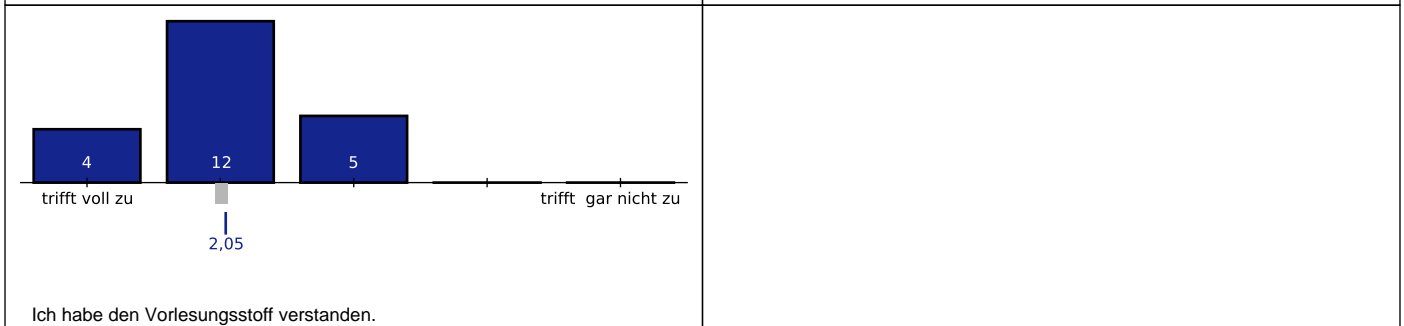 4 12 5
trifft voll zu trifft gar nicht zu
2,05
Ich habe den Vorlesungsstoff verstanden.